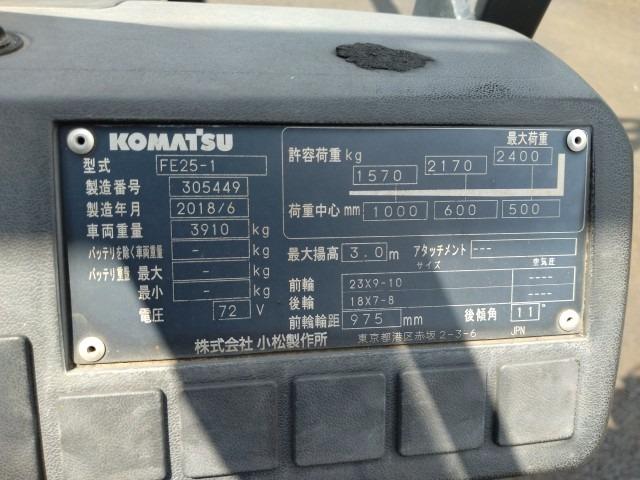 KOMATSU
型式 FE25-1
製造番号 305449
製造年月 2018/6
車両重量 3910 kg
バッテリを除く車両重量 - kg
バッテリ重量 最大 - kg
最小 - kg
電圧 72 V
許容荷重 kg 1570 2170 最大荷重 2400
荷重中心 mm 1000 600 500
最大揚高 3.0 m アタッチメント ---
サイズ 空気圧
前輪 23X9-10 ----
後輪 18X7-8 ----
前輪輪距 975 mm 後傾角 11°
株式会社 小松製作所 東京都港区赤坂2-3-6 JPN